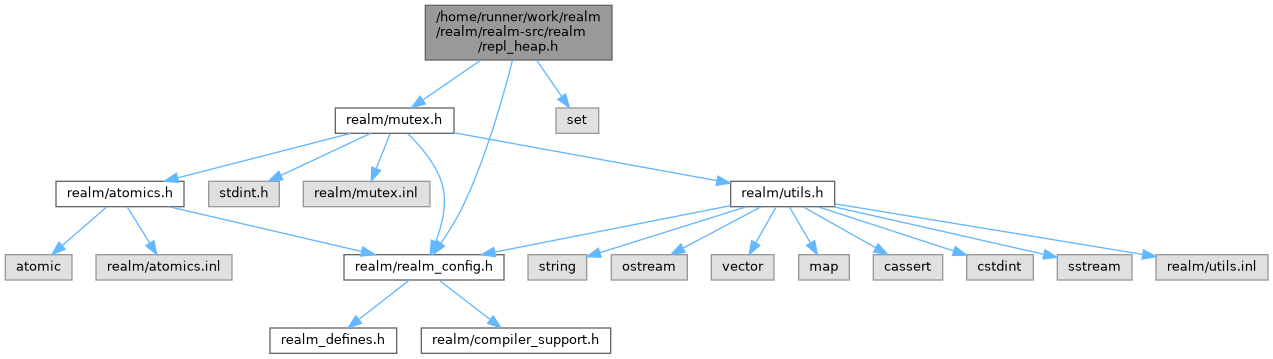 /home/runner/work/realm
/realm/realm-src/realm
/repl_heap.h
realm/mutex.h
set
realm/atomics.h
stdint.h
realm/mutex.inl
realm/utils.h
atomic
realm/atomics.inl
realm/realm_config.h
string
ostream
vector
map
cassert
cstdint
sstream
realm/utils.inl
realm_defines.h
realm/compiler_support.h